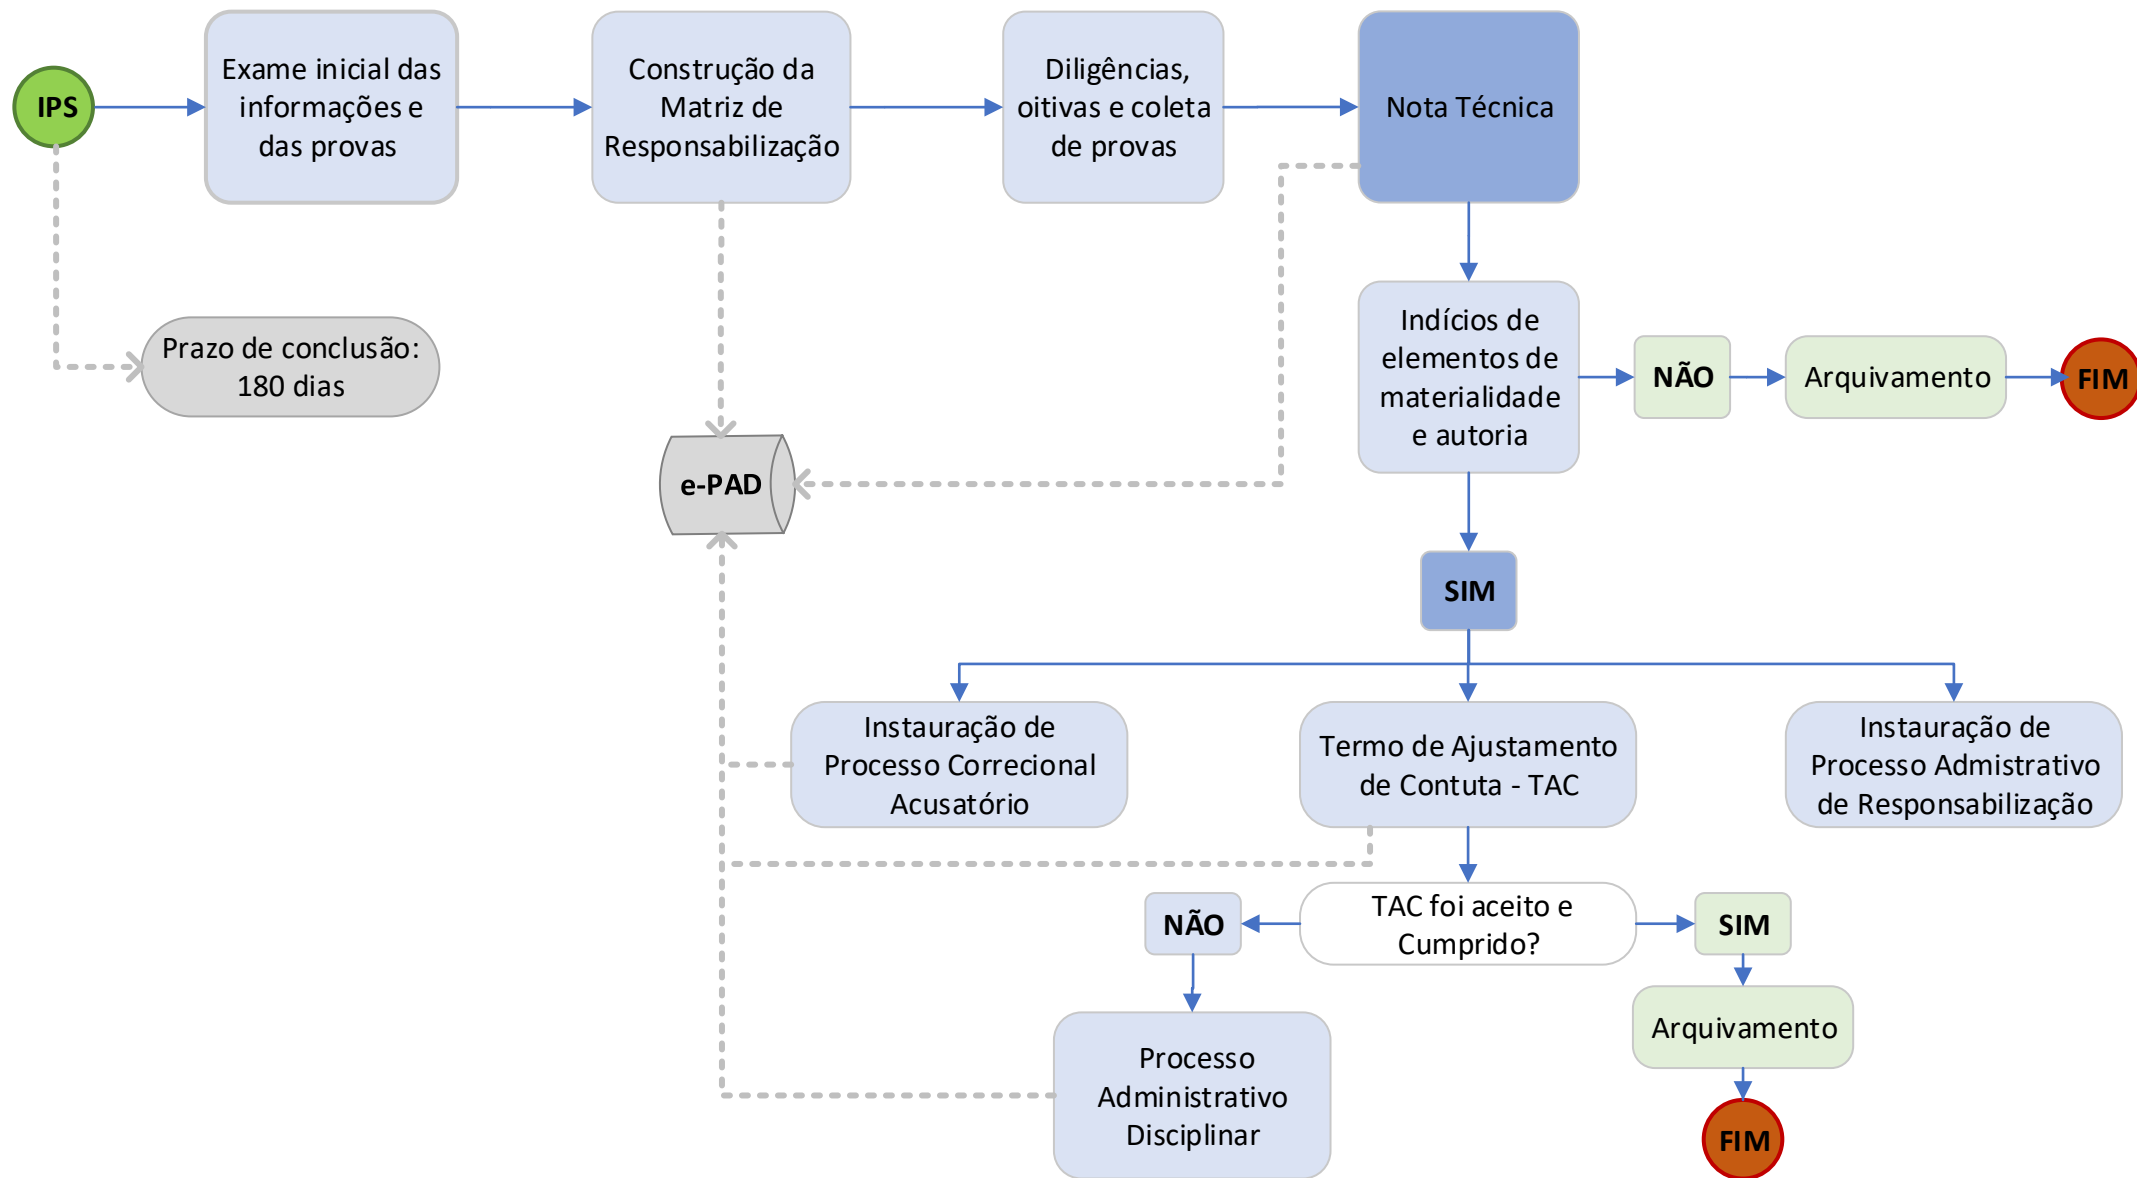 IPS
Exame inicial das
informações e
das provas
Construção da
Matriz de
Responsabilização
Diligências,
oitivas e coleta
de provas
Nota Técnica
Prazo de conclusão:
180 dias
Indícios de
elementos de
materialidade
e autoria
NÃO
Arquivamento
FIM
e-PAD
SIM
Instauração de
Processo Correcional
Acusatório
Termo de Ajustamento
de Contuta - TAC
Instauração de
Processo Admistrativo
de Responsabilização
NÃO
TAC foi aceito e
Cumprido?
SIM
Processo
Administrativo
Disciplinar
Arquivamento
FIM